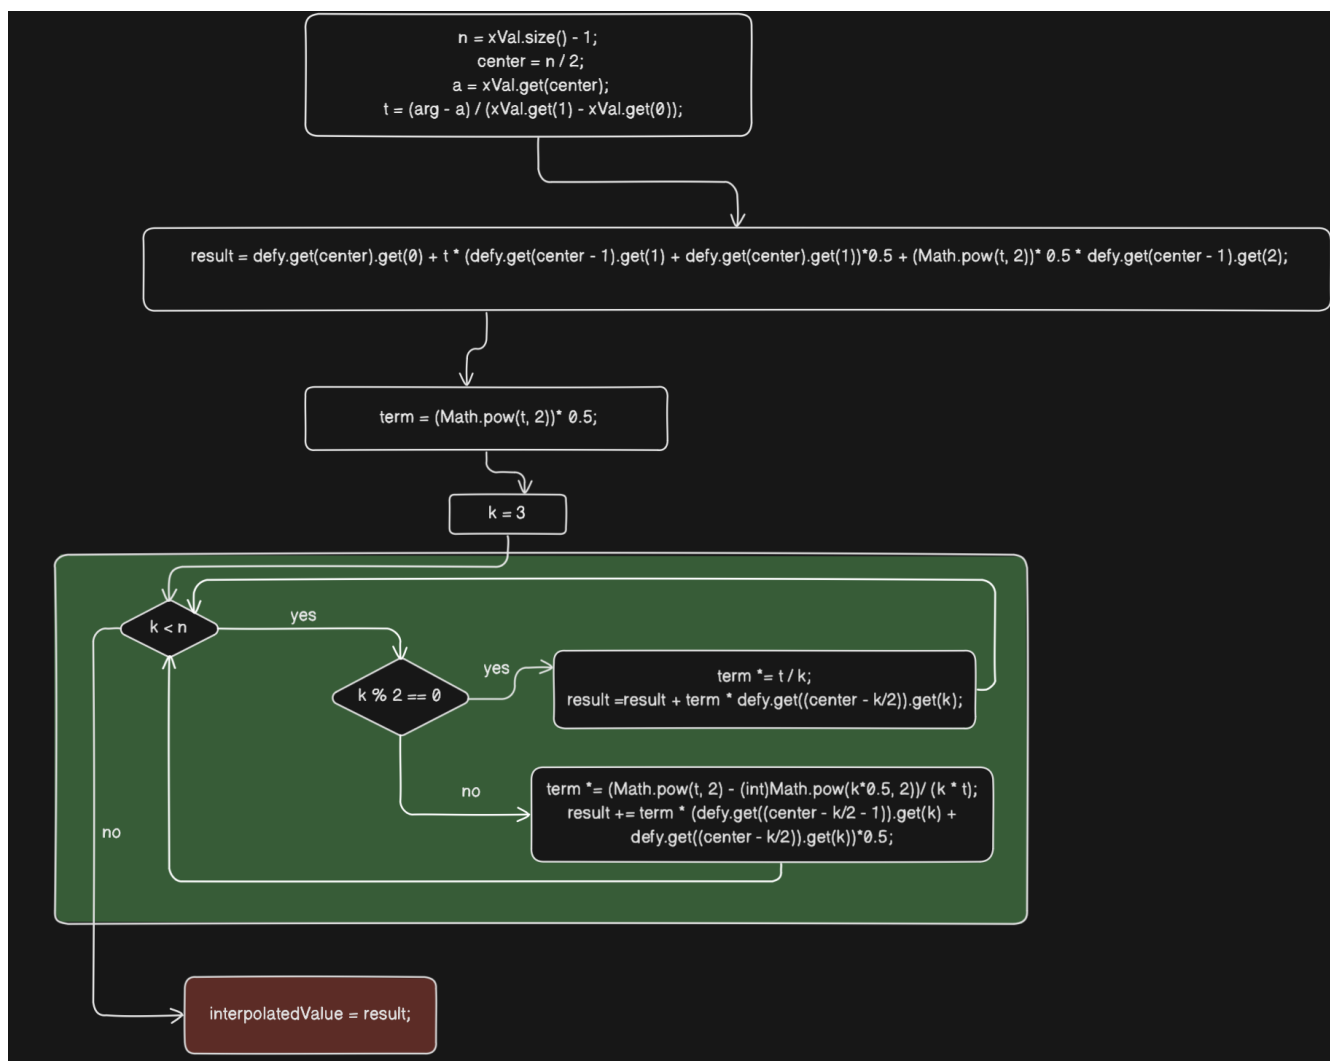 n = xVal.size() - 1;
center = n / 2;
a = xVal.get(center);
t = (arg - a) / (xVal.get(1) - xVal.get(0));
result = defy.get(center).get(0) + t * (defy.get(center - 1).get(1) + defy.get(center).get(1))*0.5 + (Math.pow(t, 2))* 0.5 * defy.get(center - 1).get(2);
term = (Math.pow(t, 2))* 0.5;
k = 3
k < n
yes
k % 2 == 0
yes
term *= t / k;
result =result + term * defy.get((center - k/2)).get(k);
no
term *= (Math.pow(t, 2) - (int)Math.pow(k*0.5, 2))/ (k * t);
result += term * (defy.get((center - k/2 - 1)).get(k) +
defy.get((center - k/2)).get(k))*0.5;
no
interpolatedValue = result;